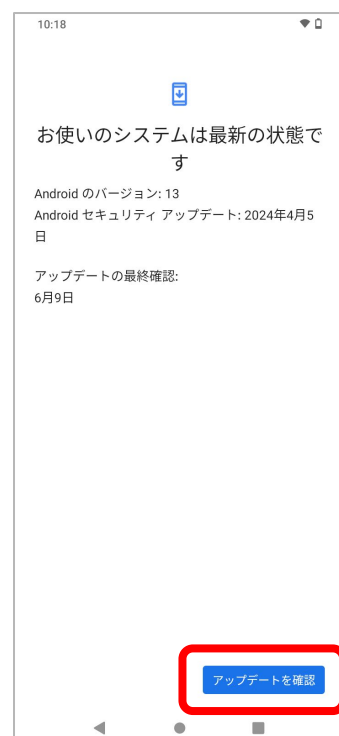 10:18
お使いのシステムは最新の状態で
す
Android のバージョン: 13
Android セキュリティ アップデート: 2024年4月5
日
アップデートの最終確認:
6月9日
アップデートを確認